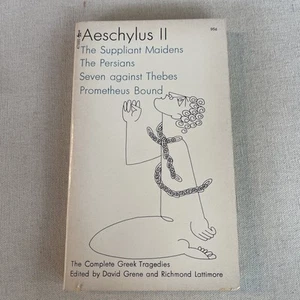 Aeschylus II
The Suppliant Maidens
The Persians
Seven against Thebes
Prometheus Bound
The Complete Greek Tragedies
Edited by David Grene and Richmond Lattimore